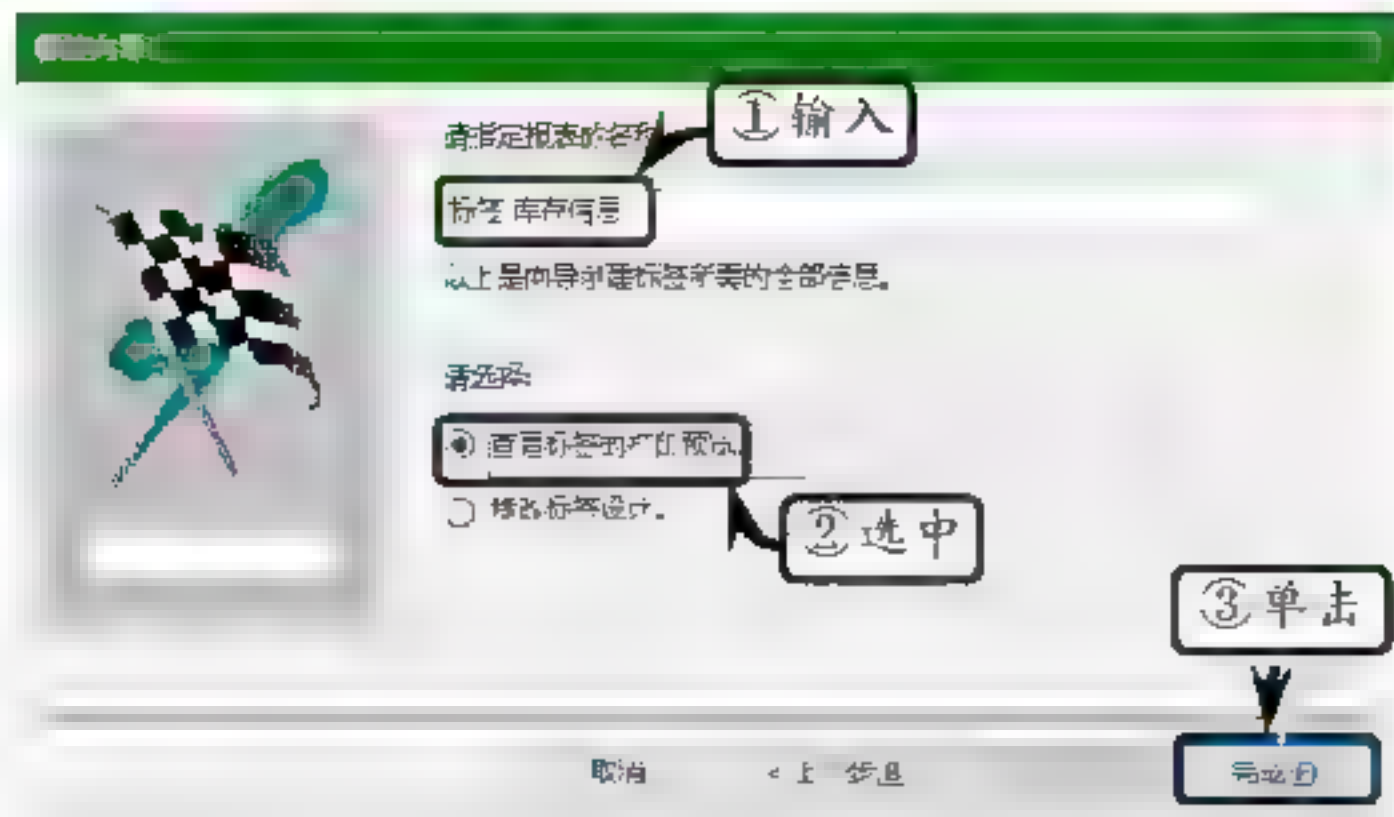 ①输入
请指定报表的名称
标签 库存信息
以上是向导创建标签所需的全部信息。
请选择:
查看标签的打印预览。
修改标签设计。
②选中
③单击
取消
< 上一步(B)
完成(F)